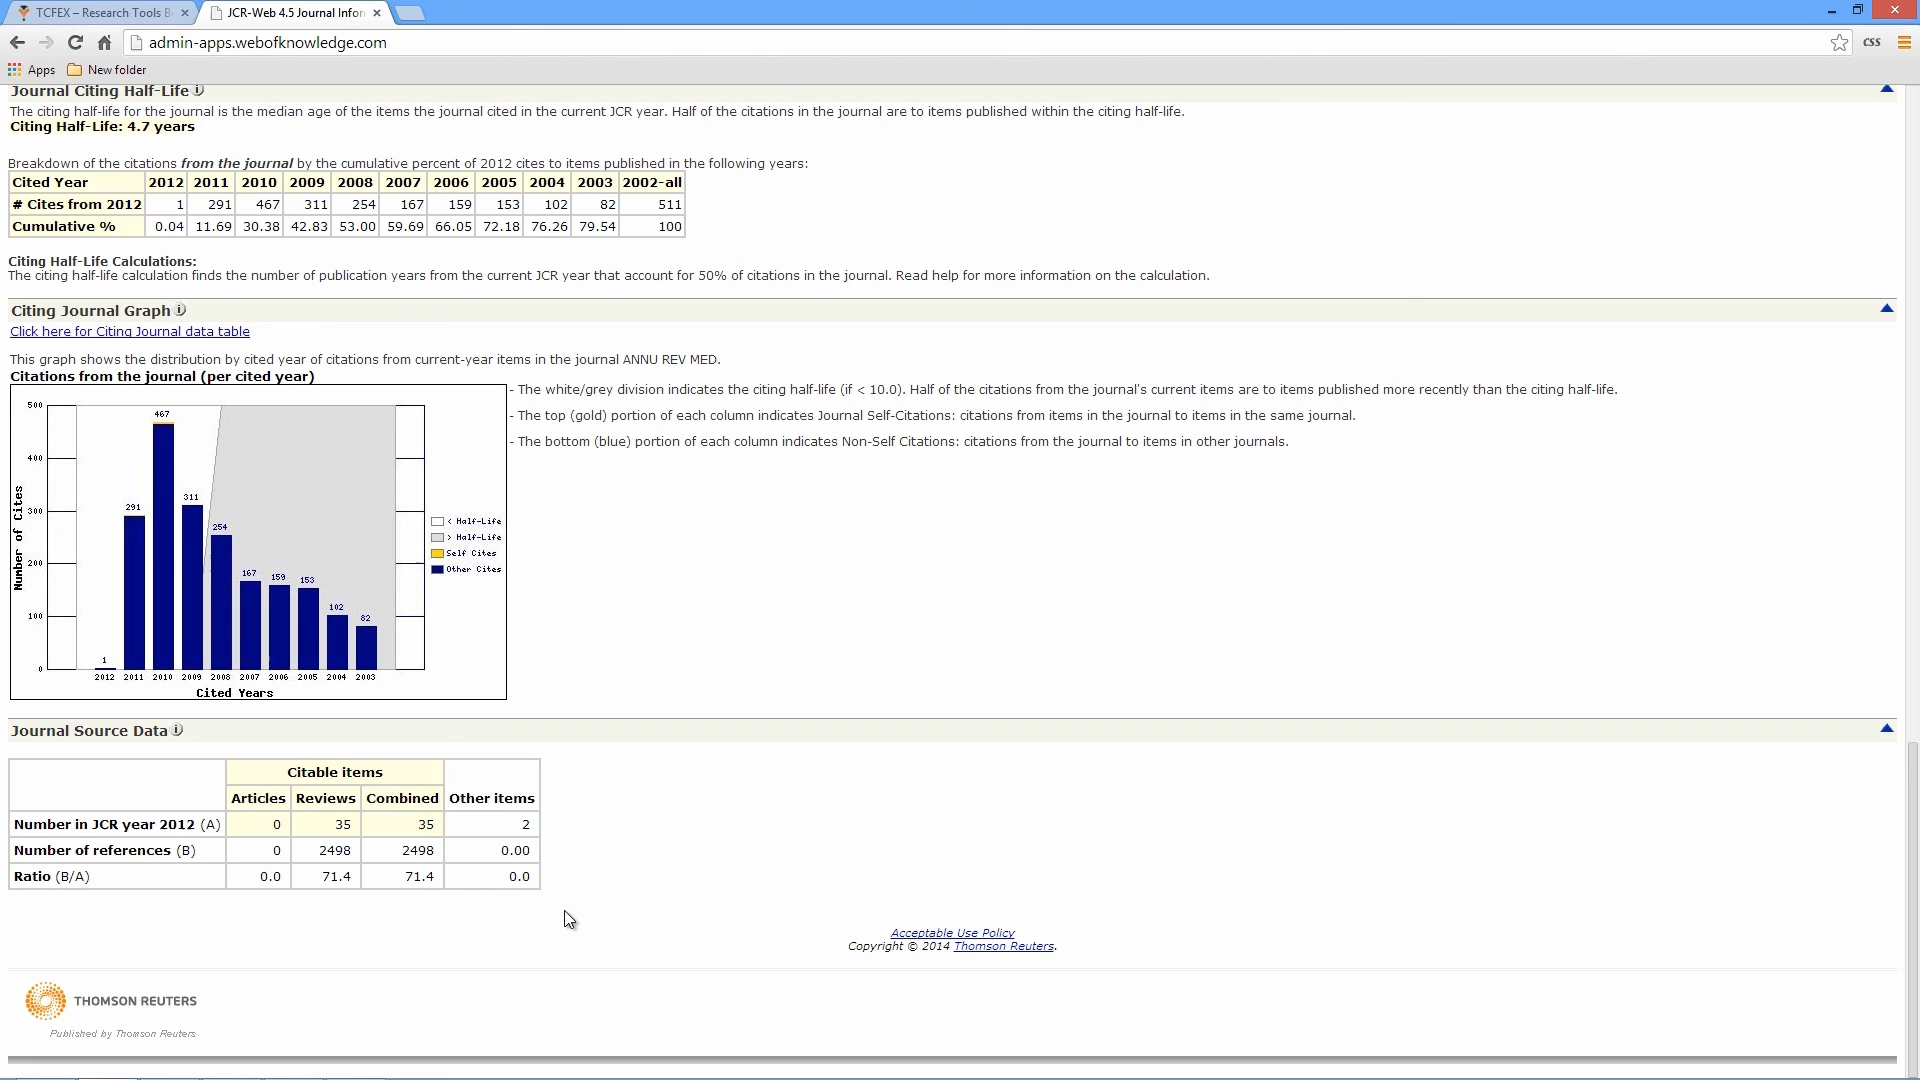 TCFEX – Research Tools B
JCR-Web 4.5 Journal Infor
admin-apps.webofknowledge.com
CSS
Apps New folder
Journal Citing Half-Life i
The citing half-life for the journal is the median age of the items the journal cited in the current JCR year. Half of the citations in the journal are to items published within the citing half-life.
Citing Half-Life: 4.7 years
Breakdown of the citations from the journal by the cumulative percent of 2012 cites to items published in the following years:
Cited Year 2012 2011 2010 2009 2008 2007 2006 2005 2004 2003 2002-all
# Cites from 2012 1 291 467 311 254 167 159 153 102 82 511
Cumulative % 0.04 11.69 30.38 42.83 53.00 59.69 66.05 72.18 76.26 79.54 100
Citing Half-Life Calculations:
The citing half-life calculation finds the number of publication years from the current JCR year that account for 50% of citations in the journal. Read help for more information on the calculation.
Citing Journal Graph i
Click here for Citing Journal data table
This graph shows the distribution by cited year of citations from current-year items in the journal ANNU REV MED.
Citations from the journal (per cited year)
- The white/grey division indicates the citing half-life (if < 10.0). Half of the citations from the journal's current items are to items published more recently than the citing half-life.
- The top (gold) portion of each column indicates Journal Self-Citations: citations from items in the journal to items in the same journal.
- The bottom (blue) portion of each column indicates Non-Self Citations: citations from the journal to items in other journals.
Number of Cites
500
400
300
200
100
0
1 291 467 311 254 167 159 153 102 82
2012 2011 2010 2009 2008 2007 2006 2005 2004 2003
Cited Years
< Half-Life
> Half-Life
Self Cites
Other Cites
Journal Source Data i
Citable items
Articles Reviews Combined Other items
Number in JCR year 2012 (A) 0 35 35 2
Number of references (B) 0 2498 2498 0.00
Ratio (B/A) 0.0 71.4 71.4 0.0
Acceptable Use Policy
Copyright © 2014 Thomson Reuters.
THOMSON REUTERS
Published by Thomson Reuters